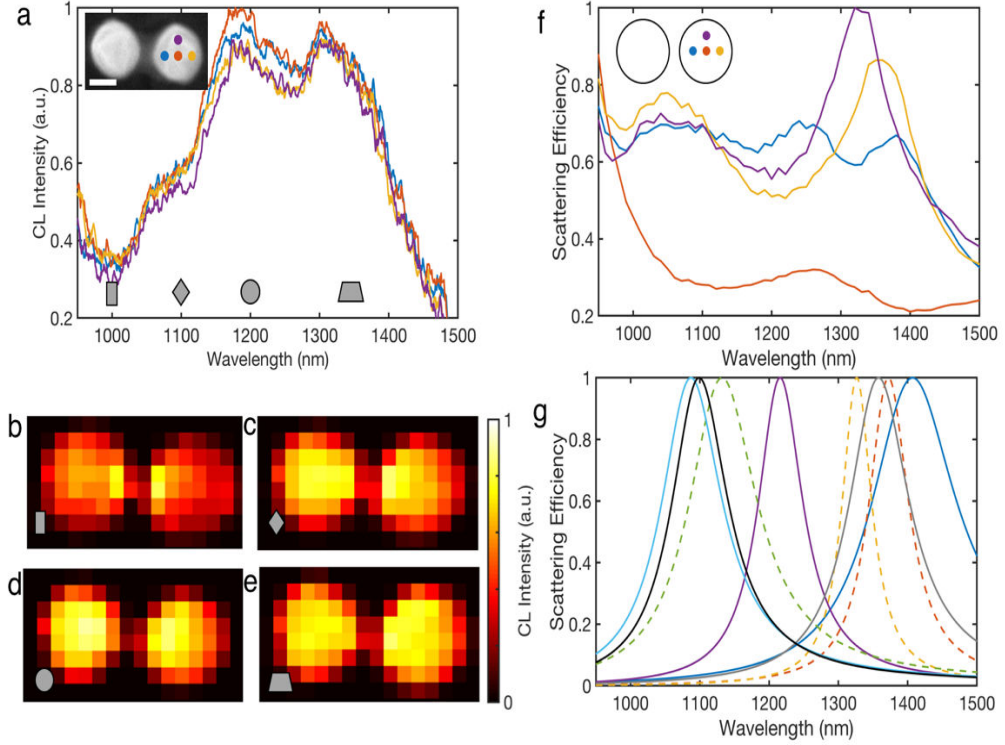 a
CL Intensity (a.u.)
1
0.8
0.6
0.4
0.2
1000 1100 1200 1300 1400 1500
Wavelength (nm)
f
Scattering Efficiency
1
0.8
0.6
0.4
0.2
1000 1100 1200 1300 1400 1500
Wavelength (nm)
b
c
d
e
1
CL Intensity (a.u.)
0
g
Scattering Efficiency
1
0.8
0.6
0.4
0.2
0
1000 1100 1200 1300 1400 1500
Wavelength (nm)